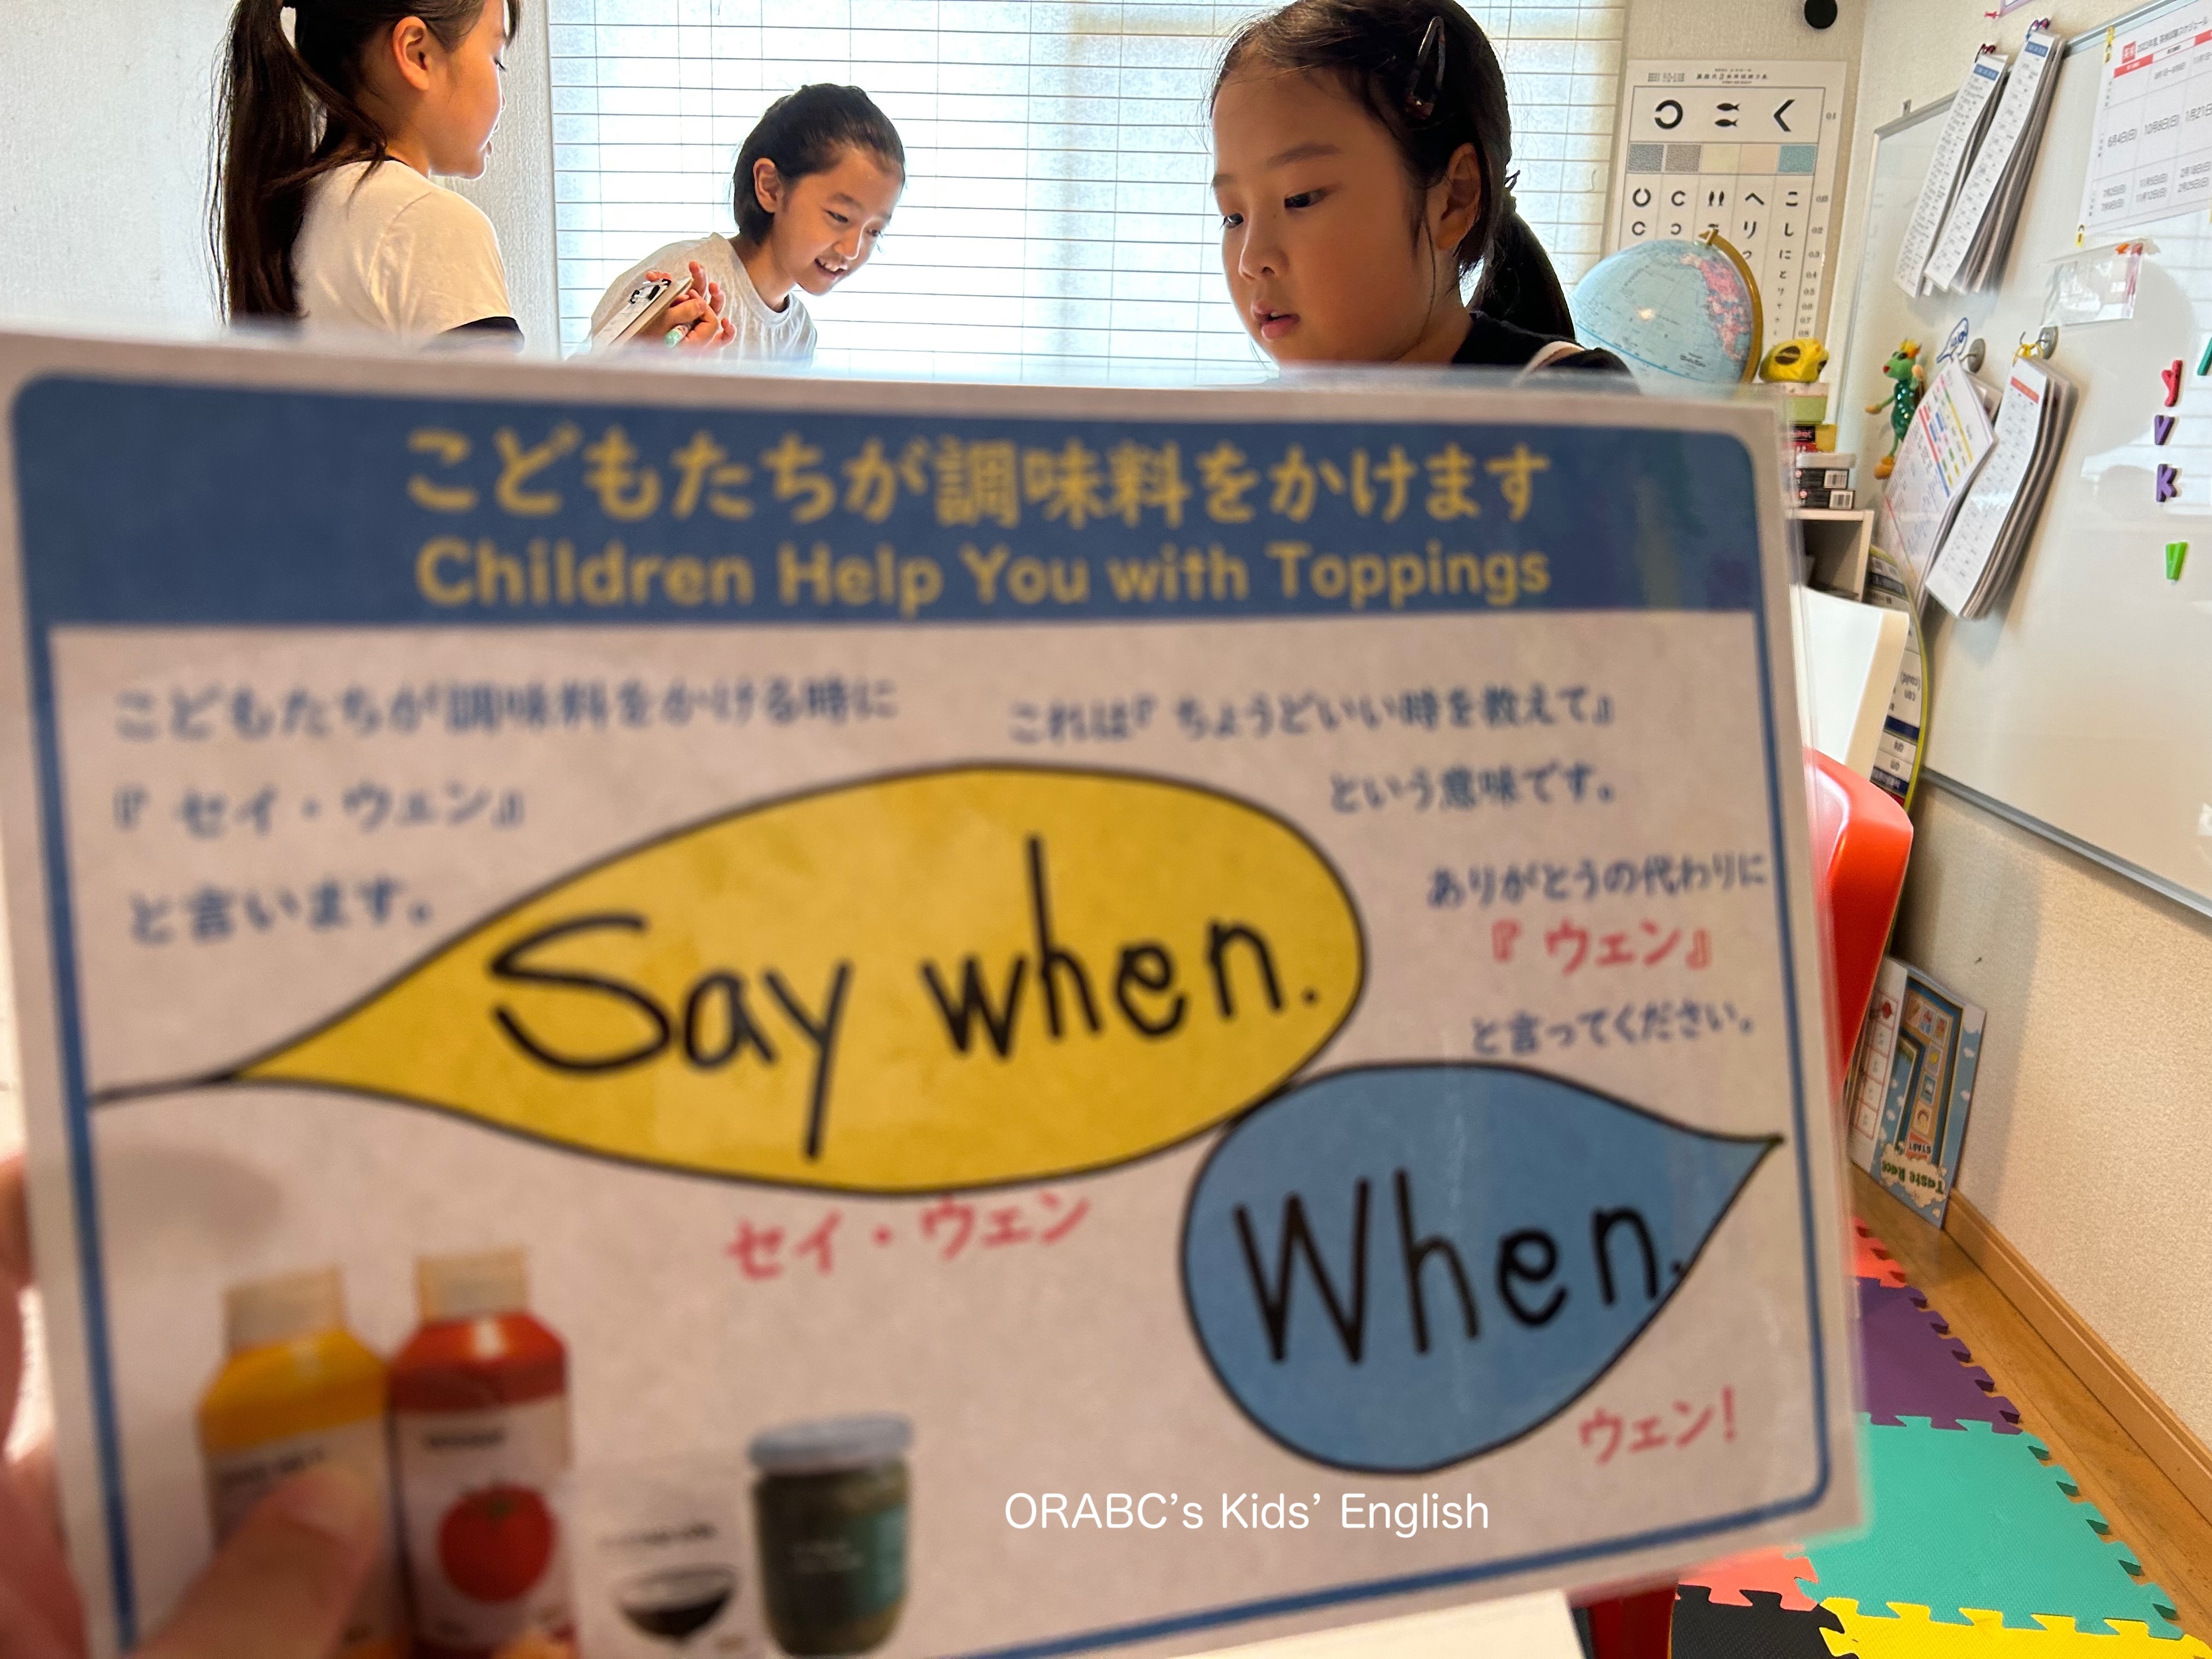 こどもたちが調味料をかけます
Children Help You with Toppings
こどもたちが調味料をかける時に
『セイ・ウェン』
と言います。
これは『ちょうどいい時を教えて』
という意味です。
Say when.
セイ・ウェン
ありがとうの代わりに
『ウェン』
と言ってください。
When.
ウェン!
ORABC's Kids' English
y
V
K
V
START
Taste Race